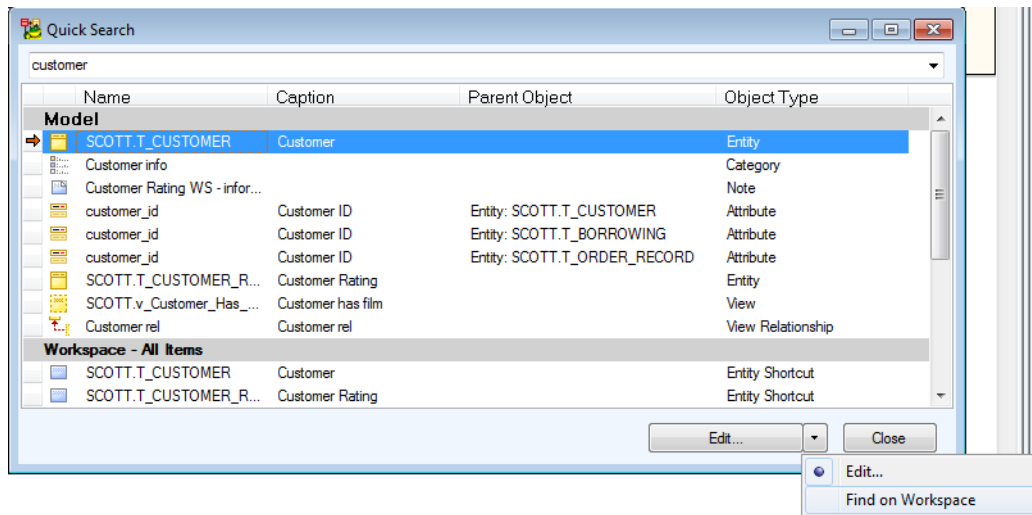 Quick Search
customer
Name Caption Parent Object Object Type
Model
SCOTT.T_CUSTOMER Customer Entity
Customer info Category
Customer Rating WS - infor... Note
customer_id Customer ID Entity: SCOTT.T_CUSTOMER Attribute
customer_id Customer ID Entity: SCOTT.T_BORROWING Attribute
customer_id Customer ID Entity: SCOTT.T_ORDER_RECORD Attribute
SCOTT.T_CUSTOMER_R... Customer Rating Entity
SCOTT.v_Customer_Has_... Customer has film View
Customer rel Customer rel View Relationship
Workspace - All Items
SCOTT.T_CUSTOMER Customer Entity Shortcut
SCOTT.T_CUSTOMER_R... Customer Rating Entity Shortcut
Edit... Close
Edit...
Find on Workspace